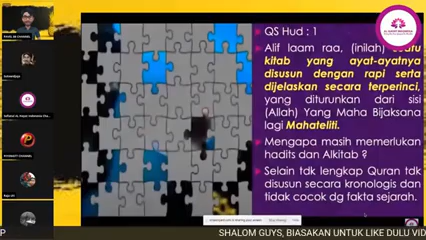 QS Hud : 1
Alif laam raa, (inilah) suatu
kitab yang ayat-ayatnya
disusun dengan rapi serta
dijelaskan secara terperinci,
yang diturunkan dari sisi
(Allah) Yang Maha Bijaksana
lagi Mahateliti.
Mengapa masih memerlukan
hadits dan Alkitab ?
Selain tdk lengkap Quran tdk
disusun secara kronologis dan
tidak cocok dg fakta sejarah.
P
SHALOM GUYS, BIASAKAN UNTUK LIKE DULU VID